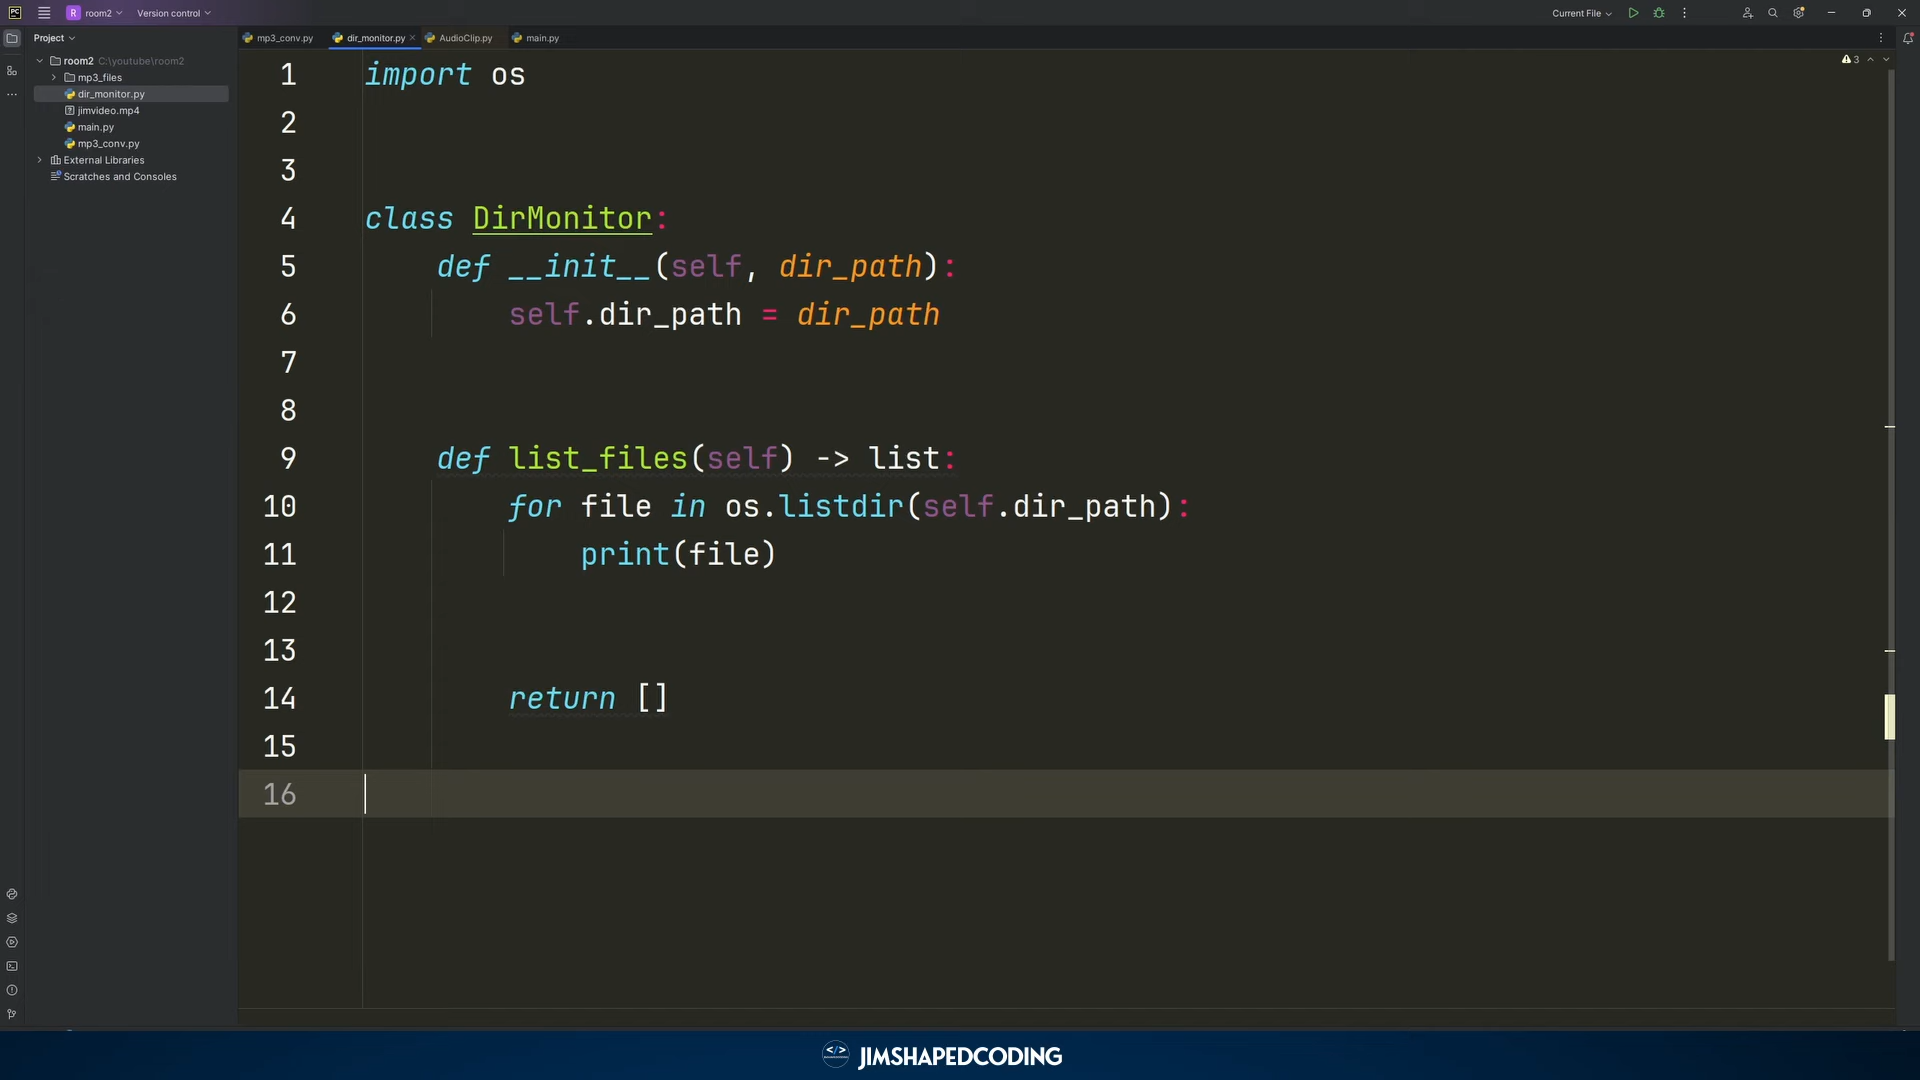 PC R room2 Version control Current File
Project mp3_conv.py dir_monitor.py AudioClip.py main.py
room2 C:\youtube\room2
mp3_files
dir_monitor.py
jimvideo.mp4
main.py
mp3_conv.py
External Libraries
Scratches and Consoles
3
1 import os
2
3
4 class DirMonitor:
5 def __init__(self, dir_path):
6 self.dir_path = dir_path
7
8
9 def list_files(self) -> list:
10 for file in os.listdir(self.dir_path):
11 print(file)
12
13
14 return []
15
16
</> JIMSHAPEDCODING